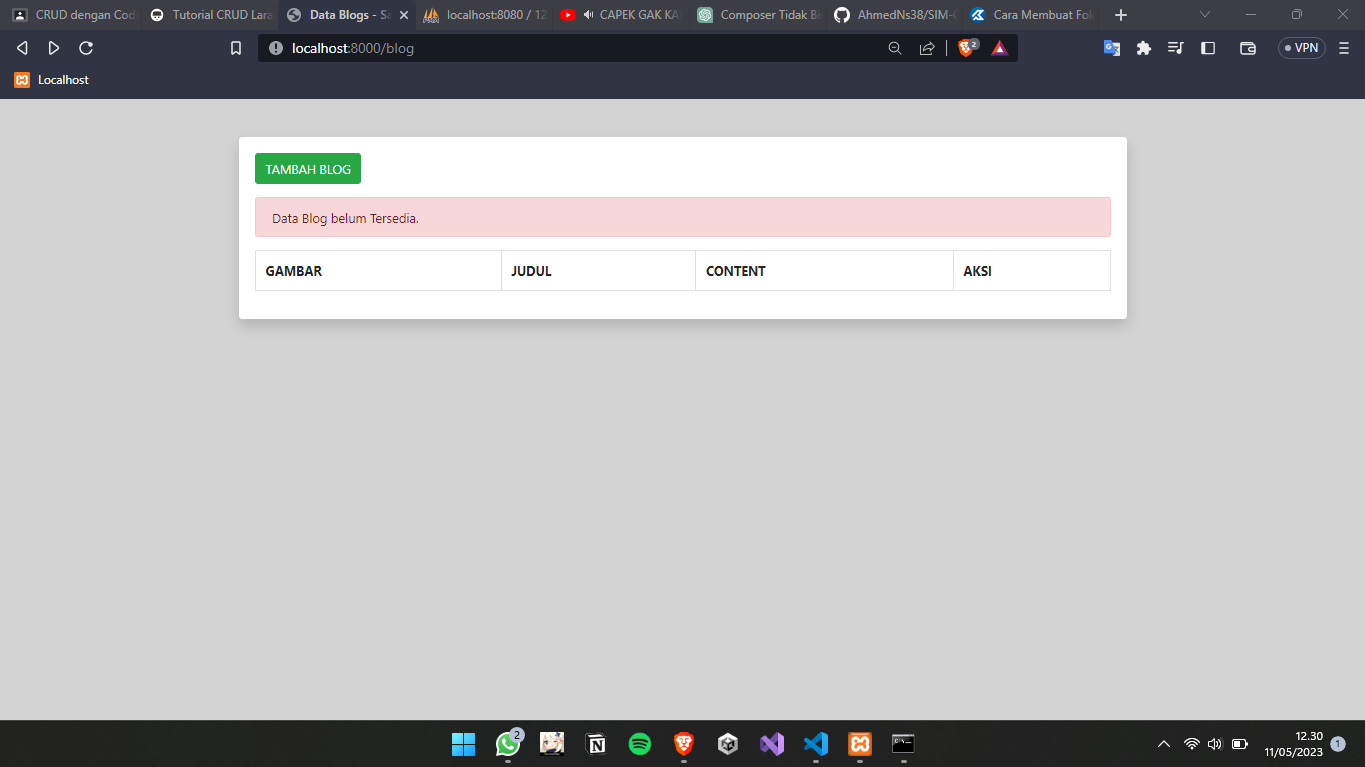 CRUD dengan Cod
Tutorial CRUD Lara
Data Blogs - Sa
localhost:8080 / 12
CAPEK GAK KA
Composer Tidak Bi
AhmedNs38/SIM-
Cara Membuat Fol
localhost:8000/blog
2
VPN
Localhost
TAMBAH BLOG
Data Blog belum Tersedia.
GAMBAR JUDUL CONTENT AKSI
2
12.30
11/05/2023
1